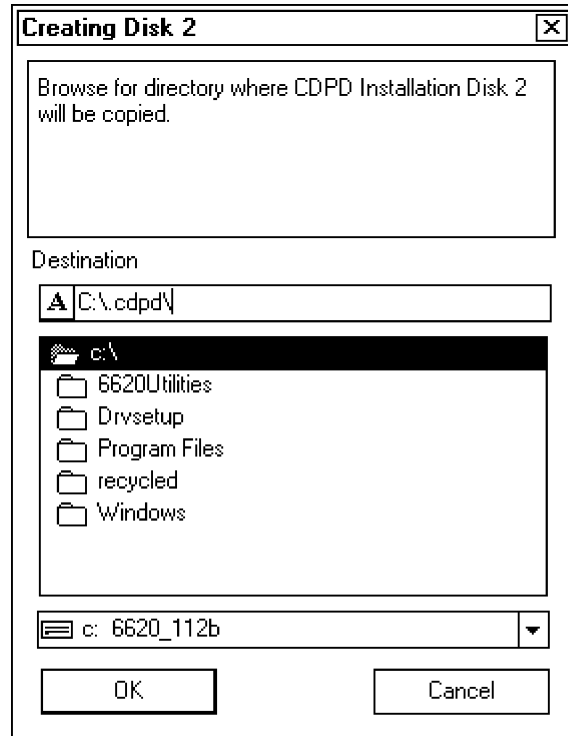 Creating Disk 2
Browse for directory where CDPD Installation Disk 2
will be copied.
Destination
A C:\.cdpd\
c:\
6620Utilities
Drvsetup
Program Files
recycled
Windows
c: 6620_112b
OK
Cancel